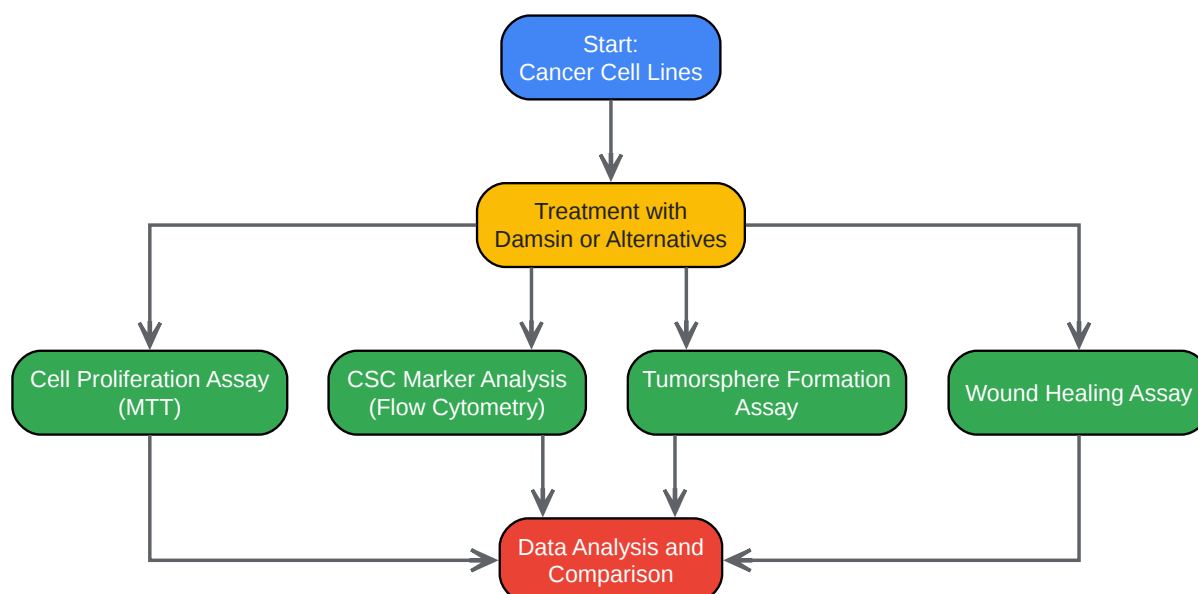 Start:
Cancer Cell Lines
Treatment with
Damsin or Alternatives
Cell Proliferation Assay
(MTT)
CSC Marker Analysis
(Flow Cytometry)
Tumorsphere Formation
Assay
Wound Healing Assay
Data Analysis and
Comparison